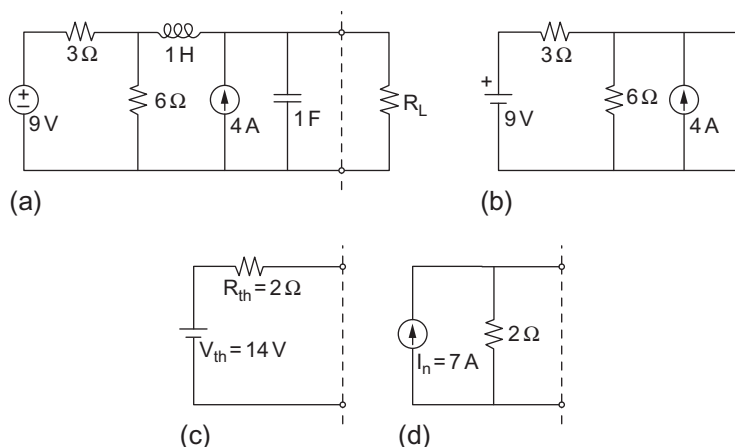 3Ω
1H
6Ω
9V
4A
1F
R_L
(a)
+
3Ω
6Ω
9V
4A
(b)
R_th = 2Ω
V_th = 14V
(c)
2Ω
I_n = 7A
(d)